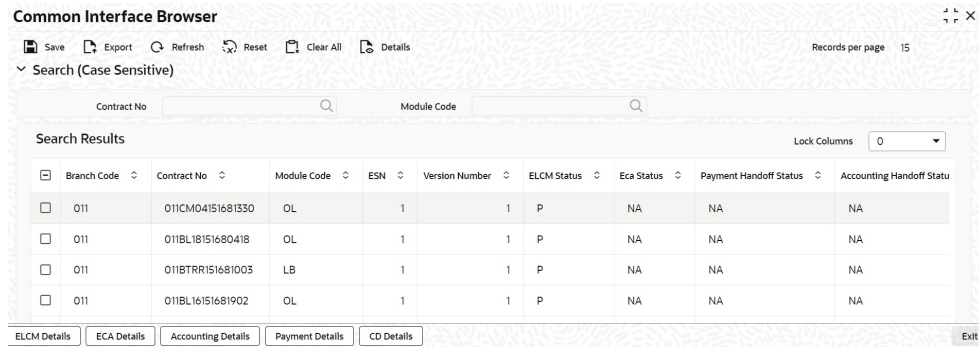 Common Interface Browser
Save Export Refresh Reset Clear All Details Records per page 15
Search (Case Sensitive)
Contract No Module Code
Search Results Lock Columns 0
Branch Code Contract No Module Code ESN Version Number ELCM Status Eca Status Payment Handoff Status Accounting Handoff Statu
011 011CM04151681330 OL 1 1 P NA NA NA
011 011BL18151680418 OL 1 1 P NA NA NA
011 011BTRR151681003 LB 1 1 P NA NA NA
011 011BL16151681902 OL 1 1 P NA NA NA
ELCM Details ECA Details Accounting Details Payment Details CD Details Exit